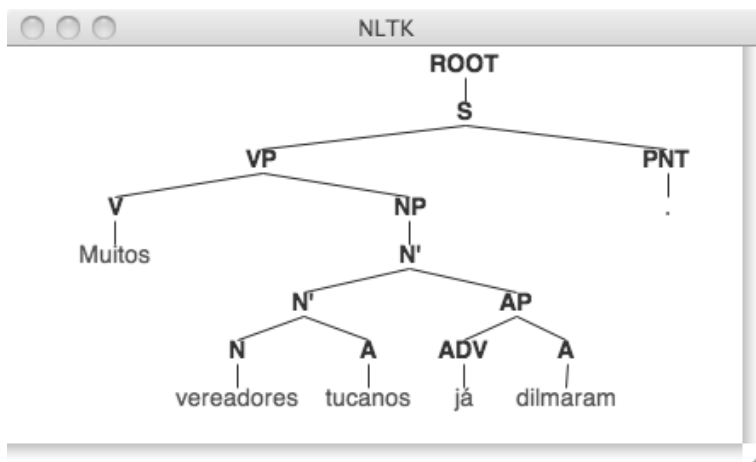 NLTK
ROOT
S
VP PNT
V NP .
Muitos N'
N' AP
N A ADV A
vereadores tucanos já dilmaram